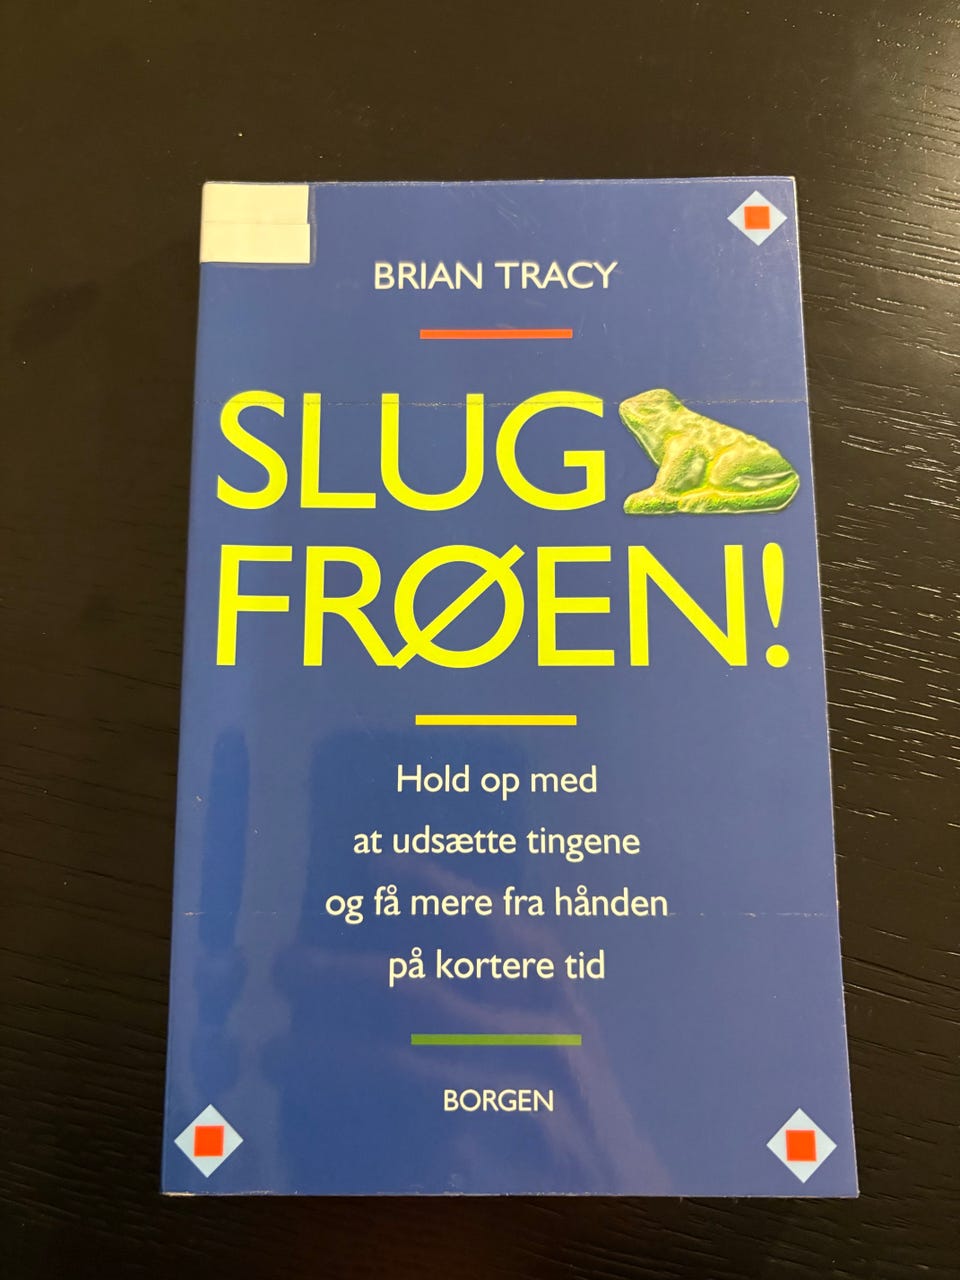 BRIAN TRACY
SLUG
FRØEN!
Hold op med
at udsætte tingene
og få mere fra hånden
på kortere tid
BORGEN